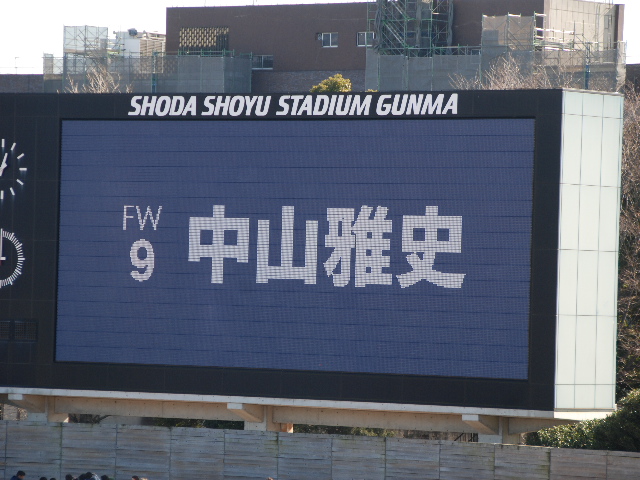 SHODA SHOYU STADIUM GUNMA
FW
9 中山雅史